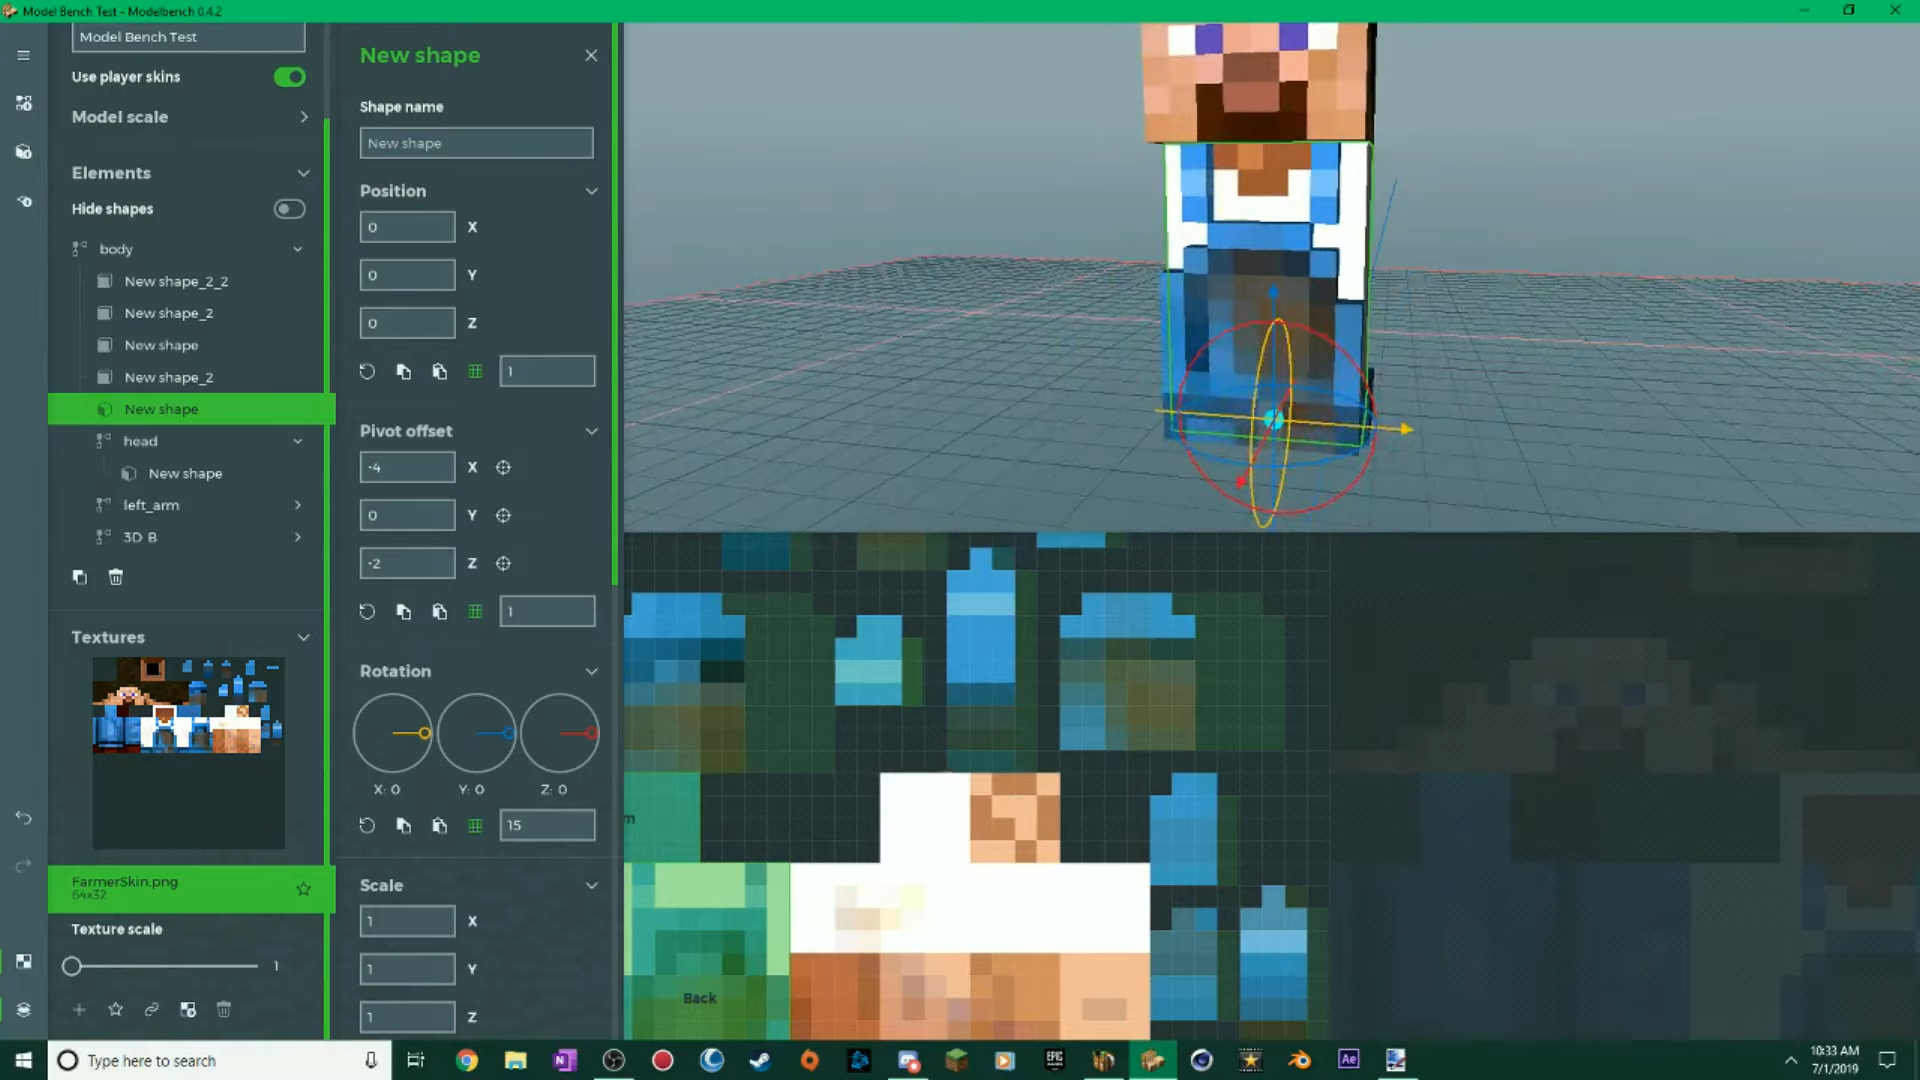 Model Bench Test - Modelbench 0.4.2
Model Bench Test
Use player skins
Model scale
Elements
Hide shapes
body
New shape_2_2
New shape_2
New shape
New shape_2
New shape
head
New shape
left_arm
3D B
Textures
FarmerSkin.png
64x32
Texture scale
1
New shape
Shape name
New shape
Position
0 X
0 Y
0 Z
1
Pivot offset
-4 X
0 Y
-2 Z
1
Rotation
X: 0 Y: 0 Z: 0
15
Scale
1 X
1 Y
1 Z
m
Back
Type here to search
EPIC
GAMES
Ae
10:33 AM
7/1/2019